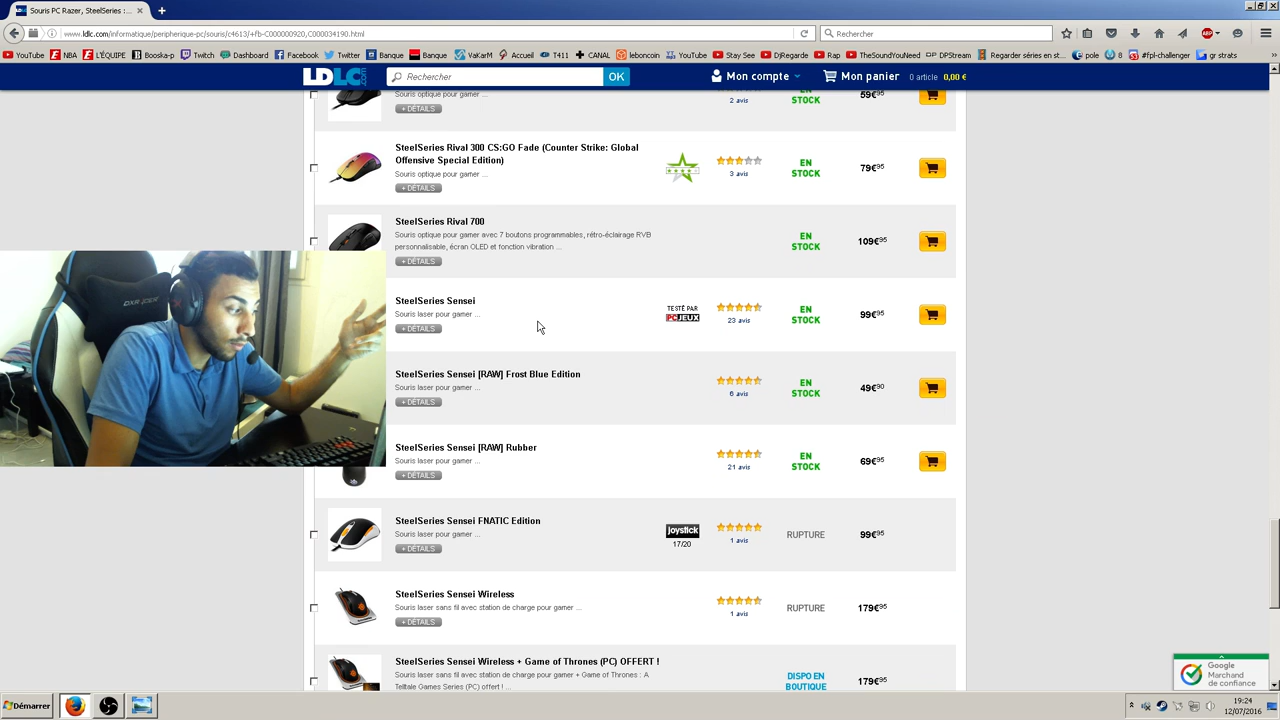 Souris PC Razer, SteelSeries : ...
www.ldlc.com/informatique/peripherique-pc/souris/c4613/+fb-C000000920,C000034190.html
Rechercher
YouTube NBA L'ÉQUIPE Booska-p Twitch Dashboard Facebook Twitter Banque Banque VaKarM Accueil T411 CANAL leboncoin YouTube Stay See DjRegarde Rap TheSoundYouNeed DPStream Regarder séries en st... pole 8 #fpl-challenger gr strats
LDLC.com Rechercher OK Mon compte Mon panier 0 article 0,00 €
Souris optique pour gamer ...
2 avis
EN STOCK
59€95
+ DÉTAILS
SteelSeries Rival 300 CS:GO Fade (Counter Strike: Global
Offensive Special Edition)
Souris optique pour gamer ...
+ DÉTAILS
3 avis
EN
STOCK
79€95
SteelSeries Rival 700
Souris optique pour gamer avec 7 boutons programmables, rétro-éclairage RVB
personnalisable, écran OLED et fonction vibration ...
+ DÉTAILS
EN
STOCK
109€95
DXRACER
SteelSeries Sensei
Souris laser pour gamer ...
+ DÉTAILS
TESTÉ PAR
PCJEUX
23 avis
EN
STOCK
99€95
SteelSeries Sensei [RAW] Frost Blue Edition
Souris laser pour gamer ...
+ DÉTAILS
6 avis
EN
STOCK
49€90
SteelSeries Sensei [RAW] Rubber
Souris laser pour gamer ...
+ DÉTAILS
21 avis
EN
STOCK
69€95
SteelSeries Sensei FNATIC Edition
Souris laser pour gamer ...
+ DÉTAILS
joystick
17/20
1 avis
RUPTURE
99€95
SteelSeries Sensei Wireless
Souris laser sans fil avec station de charge pour gamer ...
+ DÉTAILS
1 avis
RUPTURE
179€95
SteelSeries Sensei Wireless + Game of Thrones (PC) OFFERT !
Souris laser sans fil avec station de charge pour gamer + Game of Thrones : A
Telltale Games Series (PC) offert ! ...
DISPO EN
BOUTIQUE
179€95
Google
Marchand
de confiance
Démarrer
19:24
12/07/2016